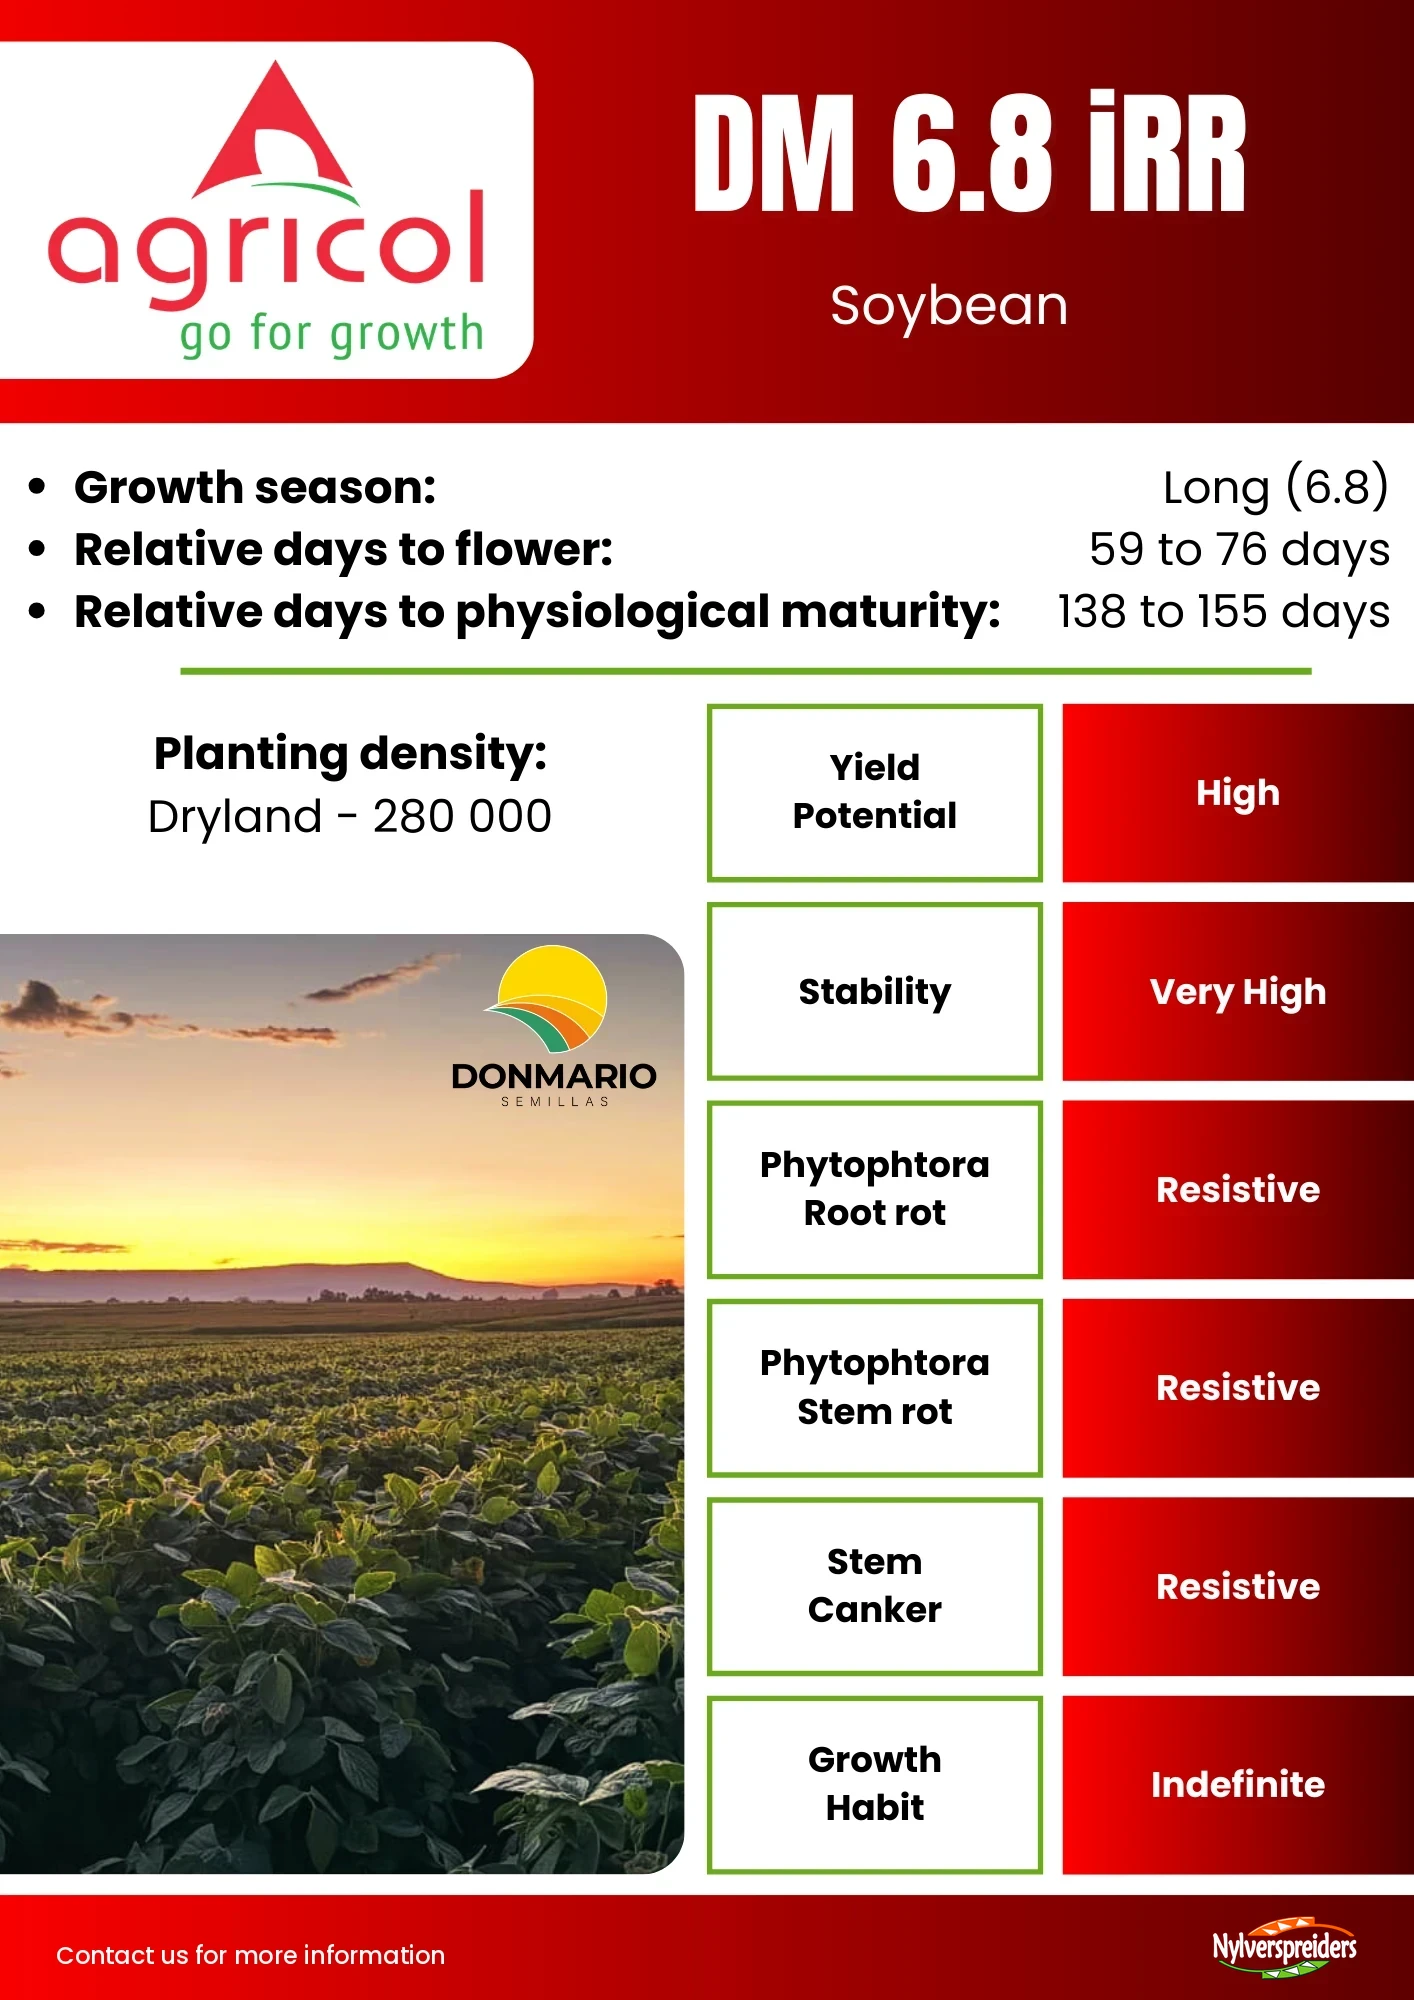 agricol
go for growth
DM 6.8 iRR
Soybean
• Growth season: Long (6.8)
• Relative days to flower: 59 to 76 days
• Relative days to physiological maturity: 138 to 155 days
Planting density:
Dryland - 280 000
DONMARIO
SEMILLAS
Yield
Potential
High
Stability
Very High
Phytophtora
Root rot
Resistive
Phytophtora
Stem rot
Resistive
Stem
Canker
Resistive
Growth
Habit
Indefinite
Contact us for more information
Nylverspreiders